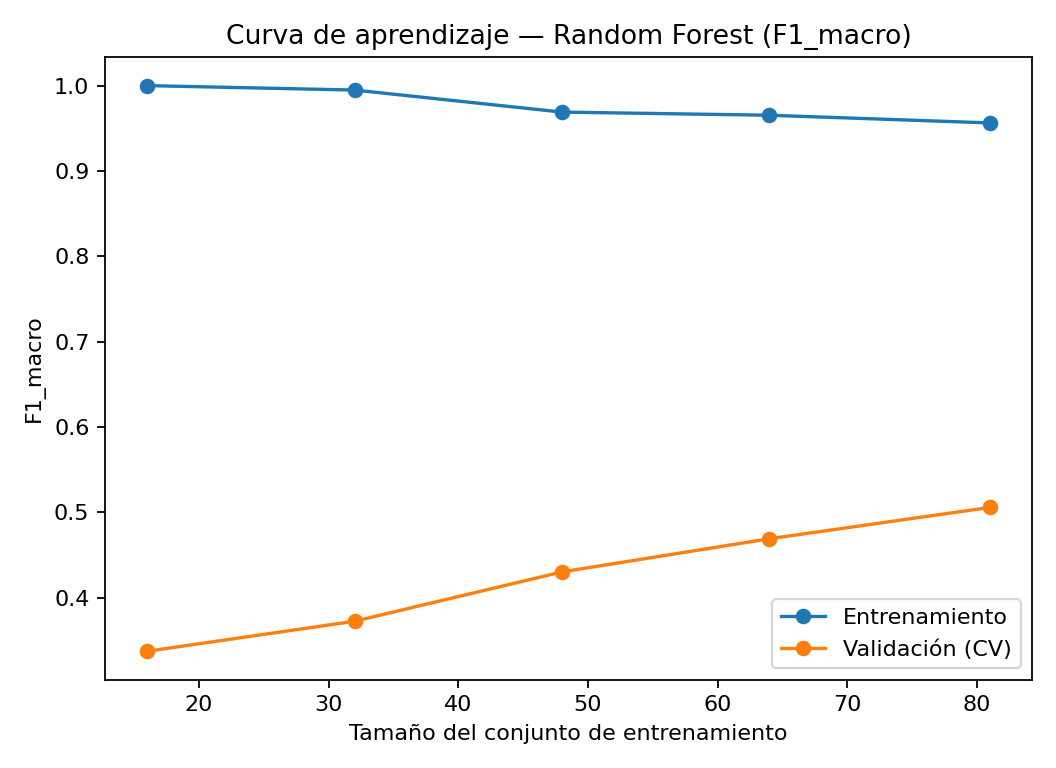 Curva de aprendizaje — Random Forest (F1_macro)
F1_macro
1.0
0.9
0.8
0.7
0.6
0.5
0.4
20 30 40 50 60 70 80
Tamaño del conjunto de entrenamiento
Entrenamiento
Validación (CV)